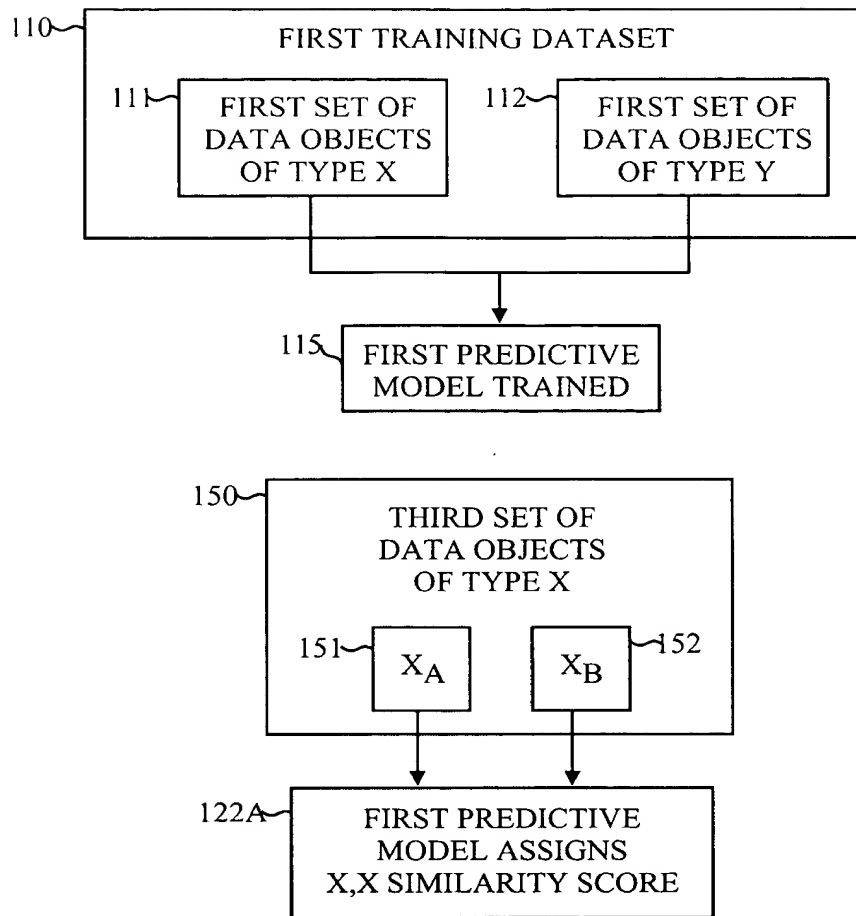 110
FIRST TRAINING DATASET
111
FIRST SET OF
DATA OBJECTS
OF TYPE X
112
FIRST SET OF
DATA OBJECTS
OF TYPE Y
115
FIRST PREDICTIVE
MODEL TRAINED
150
THIRD SET OF
DATA OBJECTS
OF TYPE X
151
XA
152
XB
122A
FIRST PREDICTIVE
MODEL ASSIGNS
X,X SIMILARITY SCORE